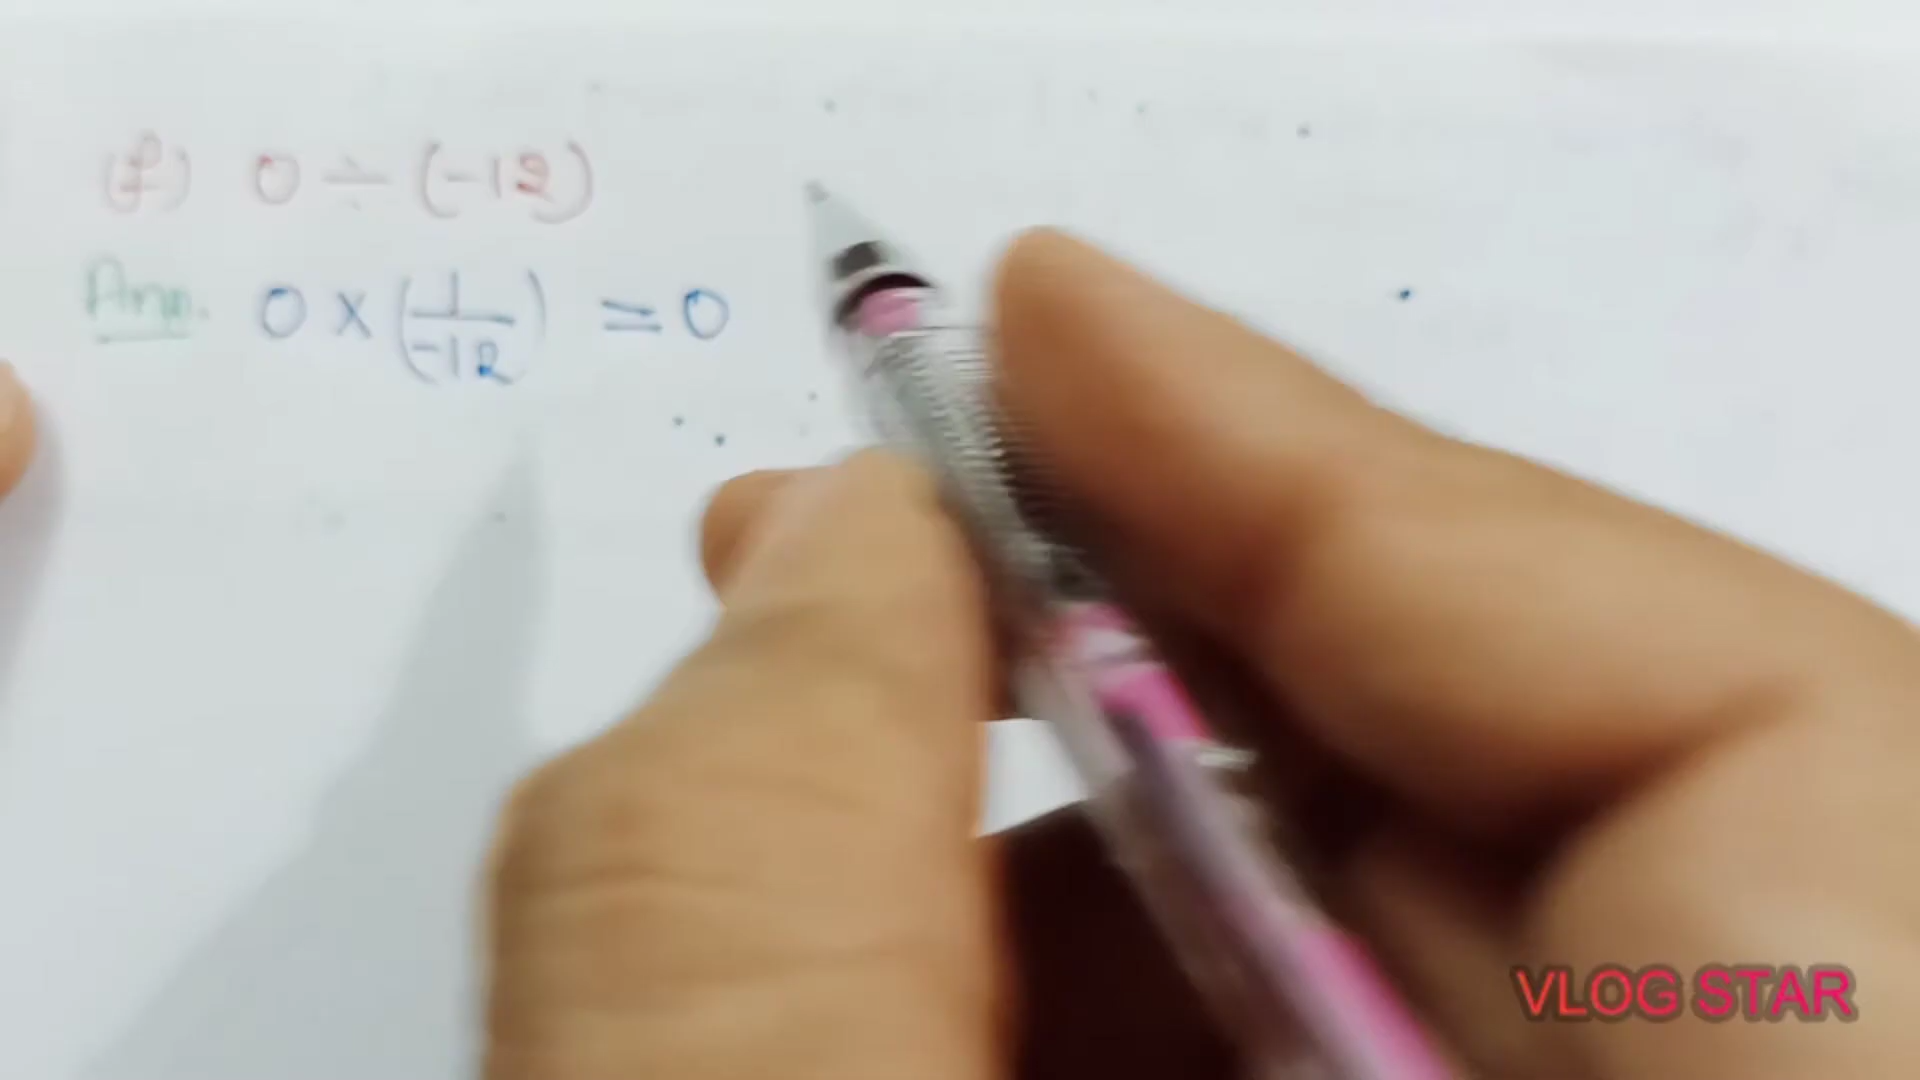 (f) 0 ÷ (-12)
Ans. 0 × (1/-12) = 0
VLOG STAR